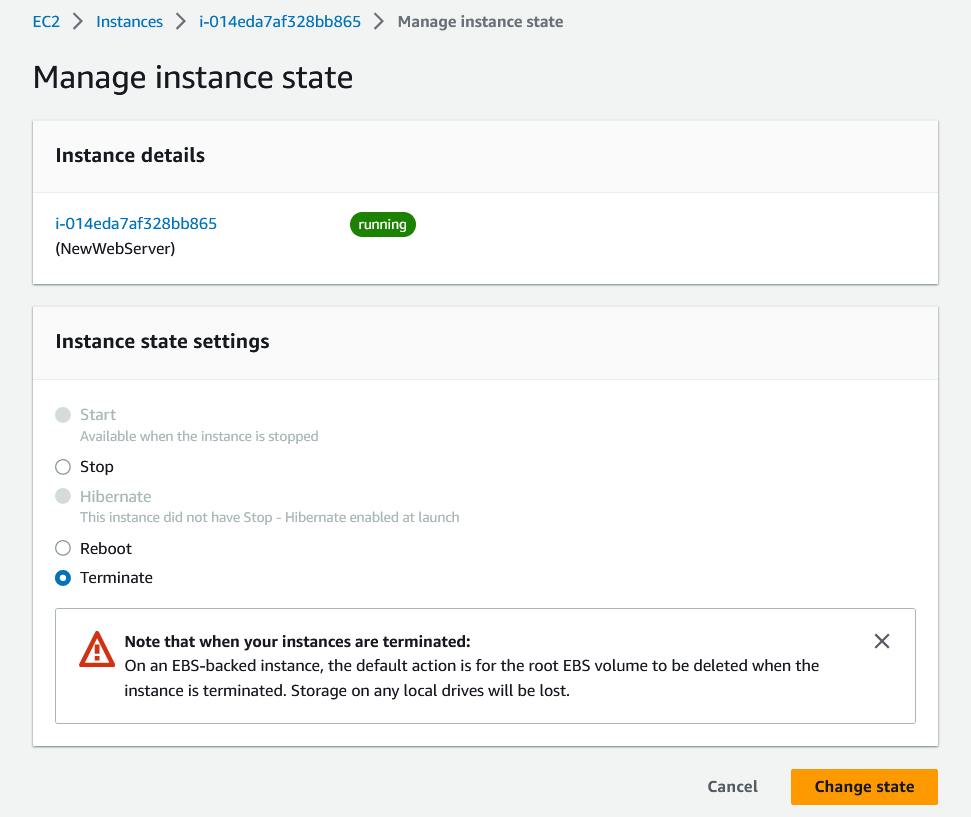 EC2 > Instances > i-014eda7af328bb865 > Manage instance state
Manage instance state
Instance details
i-014eda7af328bb865 running
(NewWebServer)
Instance state settings
Start
Available when the instance is stopped
Stop
Hibernate
This instance did not have Stop - Hibernate enabled at launch
Reboot
Terminate
Note that when your instances are terminated:
On an EBS-backed instance, the default action is for the root EBS volume to be deleted when the
instance is terminated. Storage on any local drives will be lost.
Cancel Change state